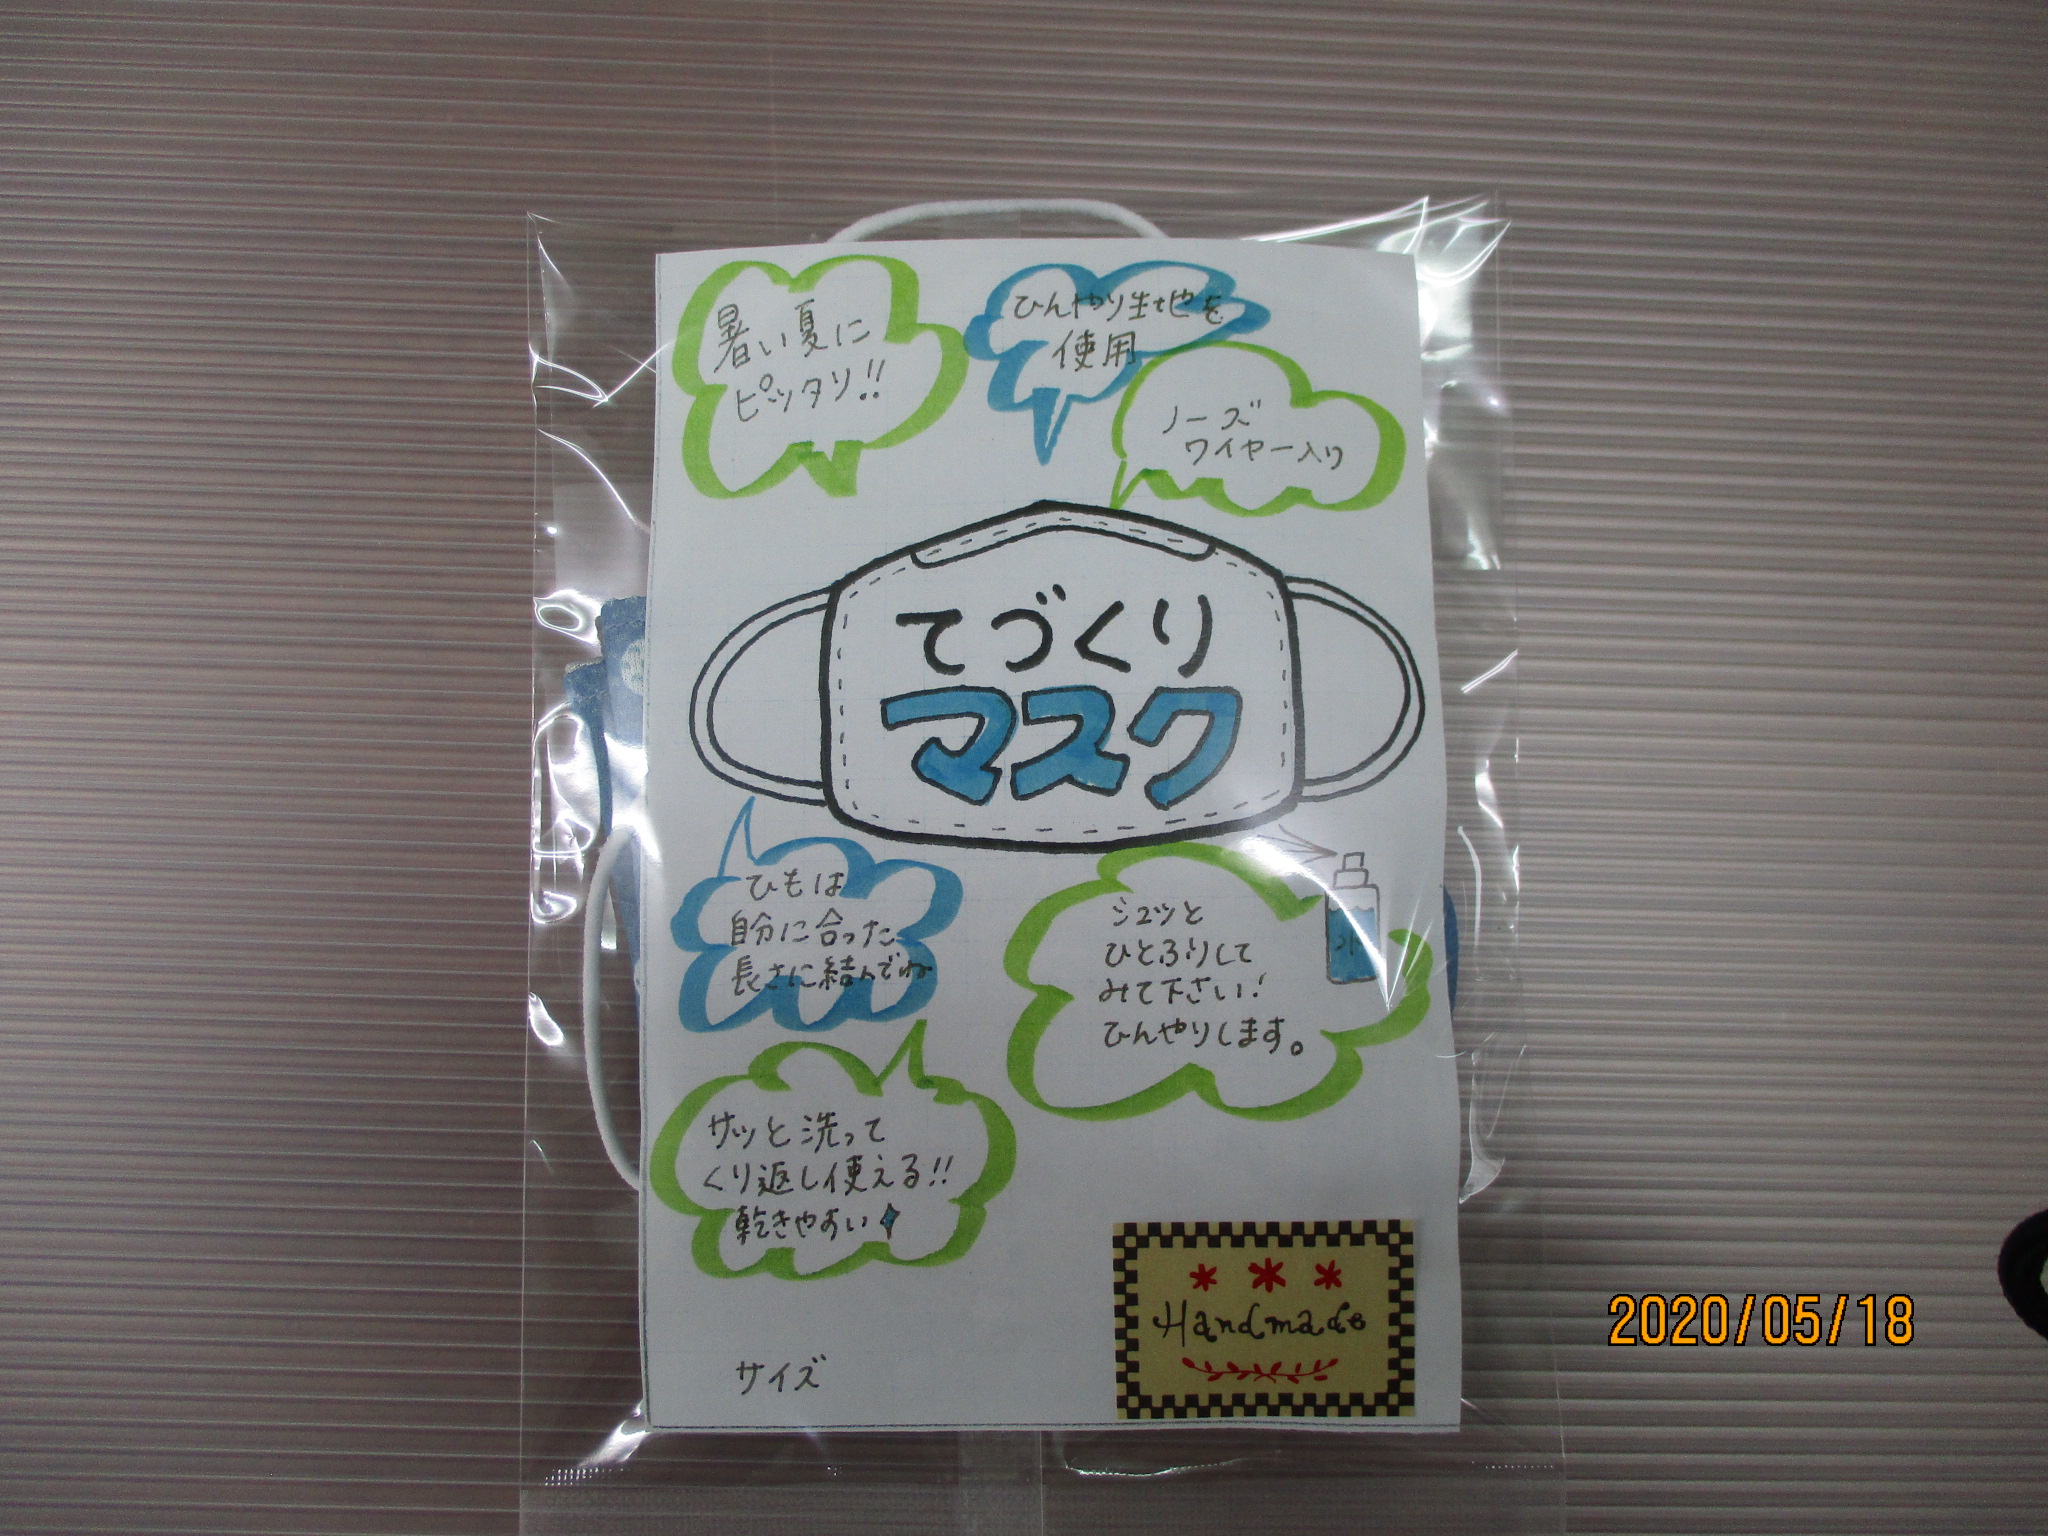 暑い夏に
ピッタリ!!
ひんやり生地を
使用
ノーズ
ワイヤー入り
てづくり
マスク
ひもは
自分に合った
長さに結んでね
シュッと
ひとふりして
みて下さい!
ひんやりします。
水
サッと洗って
くり返し使える!!
乾きやすい
サイズ
Handmade
2020/05/18